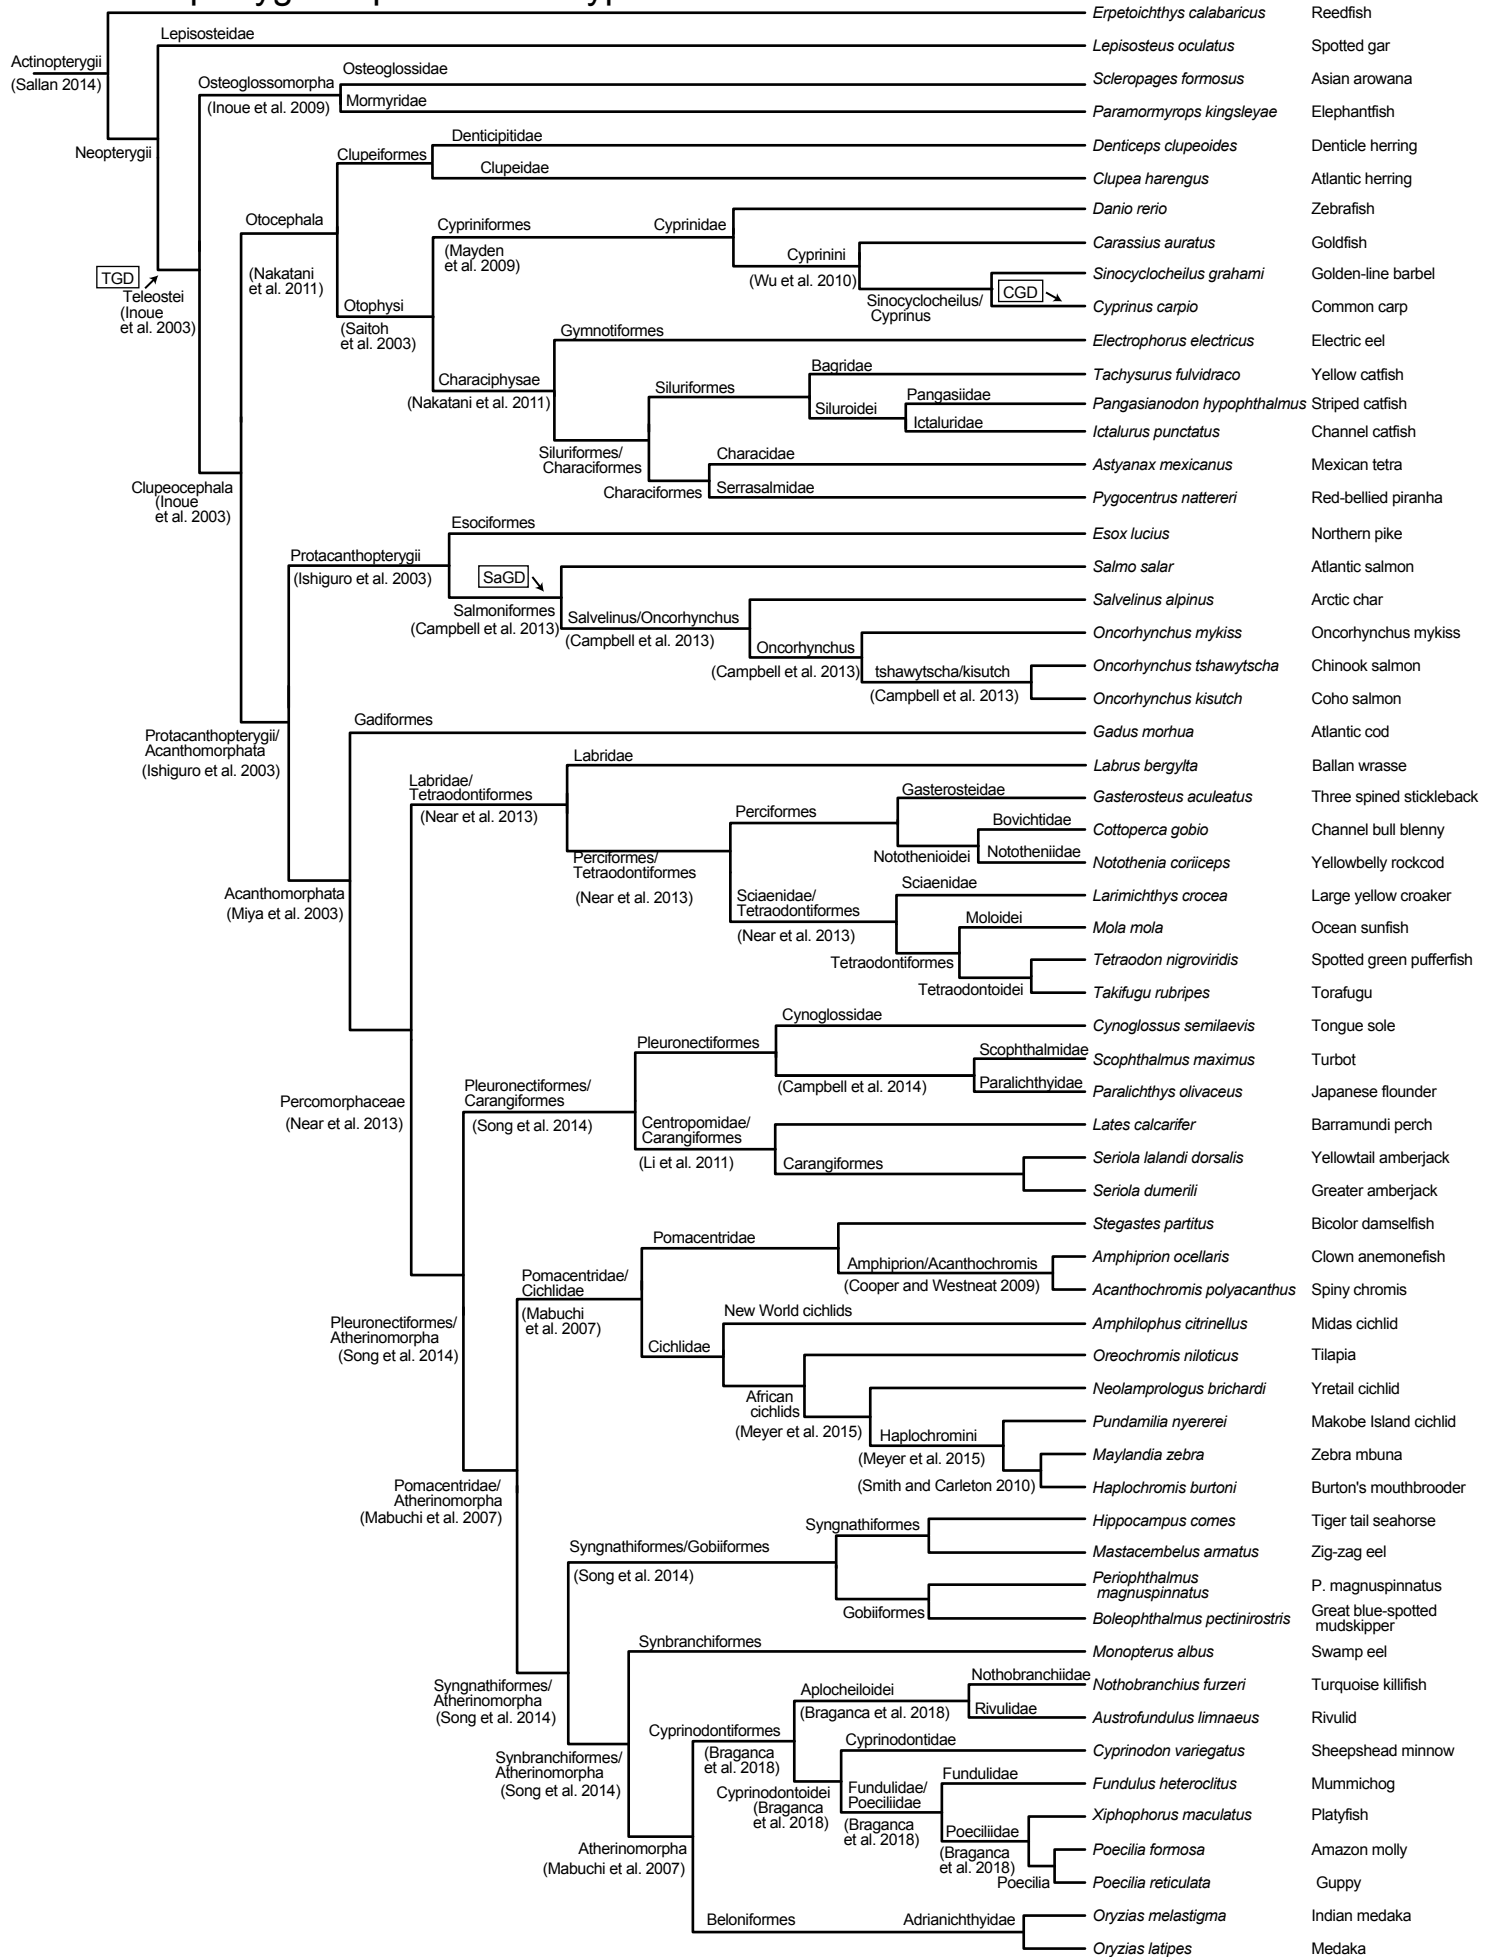 Erpetoichthys calabaricus Reedfish
Lepisosteidae
Lepisosteus oculatus Spotted gar
Actinopterygii
(Sallan 2014)
Osteoglossidae
Osteoglossomorpha
Scleropages formosus Asian arowana
(Inoue et al. 2009)
Mormyridae
Paramormyrops kingsleyae Elephantfish
Neopterygii
Denticipitidae
Clupeiformes
Denticeps clupeoides Denticle herring
Clupeidae
Clupea harengus Atlantic herring
Otocephala
Cypriniformes
Cyprinidae
Danio rerio Zebrafish
(Mayden
et al. 2009)
Cyprinini
Carassius auratus Goldfish
(Nakatani
et al. 2011)
(Wu et al. 2010)
Sinocyclocheilus grahami Golden-line barbel
TGD
Teleostei
(Inoue
et al. 2003)
Otophysi
(Saitoh
et al. 2003)
Sinocyclocheilus/
Cyprinus
CGD
Cyprinus carpio Common carp
Gymnotiformes
Electrophorus electricus Electric eel
Characiphysae
(Nakatani et al. 2011)
Siluriformes
Bagridae
Tachysurus fulvidraco Yellow catfish
Siluroidei
Pangasiidae
Pangasianodon hypophthalmus Striped catfish
Ictaluridae
Ictalurus punctatus Channel catfish
Siluriformes/
Characiformes
Characidae
Astyanax mexicanus Mexican tetra
Characiformes
Serrasalmidae
Pygocentrus nattereri Red-bellied piranha
Clupeocephala
(Inoue
et al. 2003)
Esociformes
Esox lucius Northern pike
Protacanthopterygii
(Ishiguro et al. 2003)
SaGD
Salmo salar Atlantic salmon
Salmoniformes
(Campbell et al. 2013)
Salvelinus/Oncorhynchus
(Campbell et al. 2013)
Salvelinus alpinus Arctic char
Oncorhynchus
(Campbell et al. 2013)
Oncorhynchus mykiss Oncorhynchus mykiss
tshawytscha/kisutch
(Campbell et al. 2013)
Oncorhynchus tshawytscha Chinook salmon
Oncorhynchus kisutch Coho salmon
Protacanthopterygii/
Acanthomorphata
(Ishiguro et al. 2003)
Gadiformes
Gadus morhua Atlantic cod
Labridae/
Tetraodontiformes
(Near et al. 2013)
Labridae
Labrus bergylta Ballan wrasse
Perciformes
Gasterosteidae
Gasterosteus aculeatus Three spined stickleback
Bovichtidae
Cottoperca gobio Channel bull blenny
Notothenioidei
Nototheniidae
Notothenia coriiceps Yellowbelly rockcod
Perciformes/
Tetraodontiformes
(Near et al. 2013)
Acanthomorphata
(Miya et al. 2003)
Sciaenidae/
Tetraodontiformes
(Near et al. 2013)
Sciaenidae
Larimichthys crocea Large yellow croaker
Moloidei
Mola mola Ocean sunfish
Tetraodontiformes
Tetraodon nigroviridis Spotted green pufferfish
Tetraodontoidei
Takifugu rubripes Torafugu
Cynoglossidae
Cynoglossus semilaevis Tongue sole
Pleuronectiformes
Scophthalmidae
Scophthalmus maximus Turbot
(Campbell et al. 2014)
Paralichthyidae
Paralichthys olivaceus Japanese flounder
Percomorphaceae
(Near et al. 2013)
Pleuronectiformes/
Carangiformes
(Song et al. 2014)
Centropomidae/
Carangiformes
(Li et al. 2011)
Lates calcarifer Barramundi perch
Carangiformes
Seriola lalandi dorsalis Yellowtail amberjack
Seriola dumerili Greater amberjack
Pomacentridae
Stegastes partitus Bicolor damselfish
Amphiprion/Acanthochromis
(Cooper and Westneat 2009)
Amphiprion ocellaris Clown anemonefish
Acanthochromis polyacanthus Spiny chromis
Pomacentridae/
Cichlidae
(Mabuchi
et al. 2007)
Pleuronectiformes/
Atherinomorpha
(Song et al. 2014)
New World cichlids
Amphilophus citrinellus Midas cichlid
Cichlidae
Oreochromis niloticus Tilapia
African
cichlids
(Meyer et al. 2015)
Neolamprologus brichardi Yretail cichlid
Haplochromini
(Meyer et al. 2015)
Pundamilia nyererei Makobe Island cichlid
Maylandia zebra Zebra mbuna
(Smith and Carleton 2010)
Haplochromis burtoni Burton's mouthbrooder
Pomacentridae/
Atherinomorpha
(Mabuchi et al. 2007)
Syngnathiformes
Hippocampus comes Tiger tail seahorse
Syngnathiformes/Gobiiformes
(Song et al. 2014)
Mastacembelus armatus Zig-zag eel
Periophthalmus
magnuspinnatus P. magnuspinnatus
Gobiiformes
Boleophthalmus pectinirostris Great blue-spotted
mudskipper
Synbranchiformes
Monopterus albus Swamp eel
Syngnathiformes/
Atherinomorpha
(Song et al. 2014)
Nothobranchiidae
Aplocheiloidei
(Braganca et al. 2018)
Nothobranchius furzeri Turquoise killifish
Rivulidae
Austrofundulus limnaeus Rivulid
Cyprinodontiformes
(Braganca
et al. 2018)
Cyprinodontidae
Cyprinodon variegatus Sheepshead minnow
Synbranchiformes/
Atherinomorpha
(Song et al. 2014)
Cyprinodontoidei
(Braganca
et al. 2018)
Fundulidae/
Poeciliidae
(Braganca
et al. 2018)
Fundulidae
Fundulus heteroclitus Mummichog
Xiphophorus maculatus Platyfish
Poeciliidae
(Braganca
et al. 2018)
Poecilia formosa Amazon molly
Poecilia
Poecilia reticulata Guppy
Atherinomorpha
(Mabuchi et al. 2007)
Beloniformes
Adrianichthyidae
Oryzias melastigma Indian medaka
Oryzias latipes Medaka